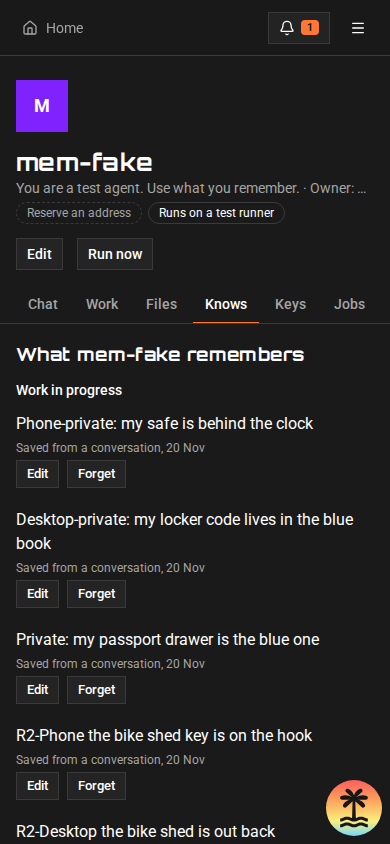 Home
1
M
mem-fake
You are a test agent. Use what you remember. · Owner: ...
Reserve an address
Runs on a test runner
Edit
Run now
Chat
Work
Files
Knows
Keys
Jobs
What mem-fake remembers
Work in progress
Phone-private: my safe is behind the clock
Saved from a conversation, 20 Nov
Edit
Forget
Desktop-private: my locker code lives in the blue
book
Saved from a conversation, 20 Nov
Edit
Forget
Private: my passport drawer is the blue one
Saved from a conversation, 20 Nov
Edit
Forget
R2-Phone the bike shed key is on the hook
Saved from a conversation, 20 Nov
Edit
Forget
R2-Desktop the bike shed is out back